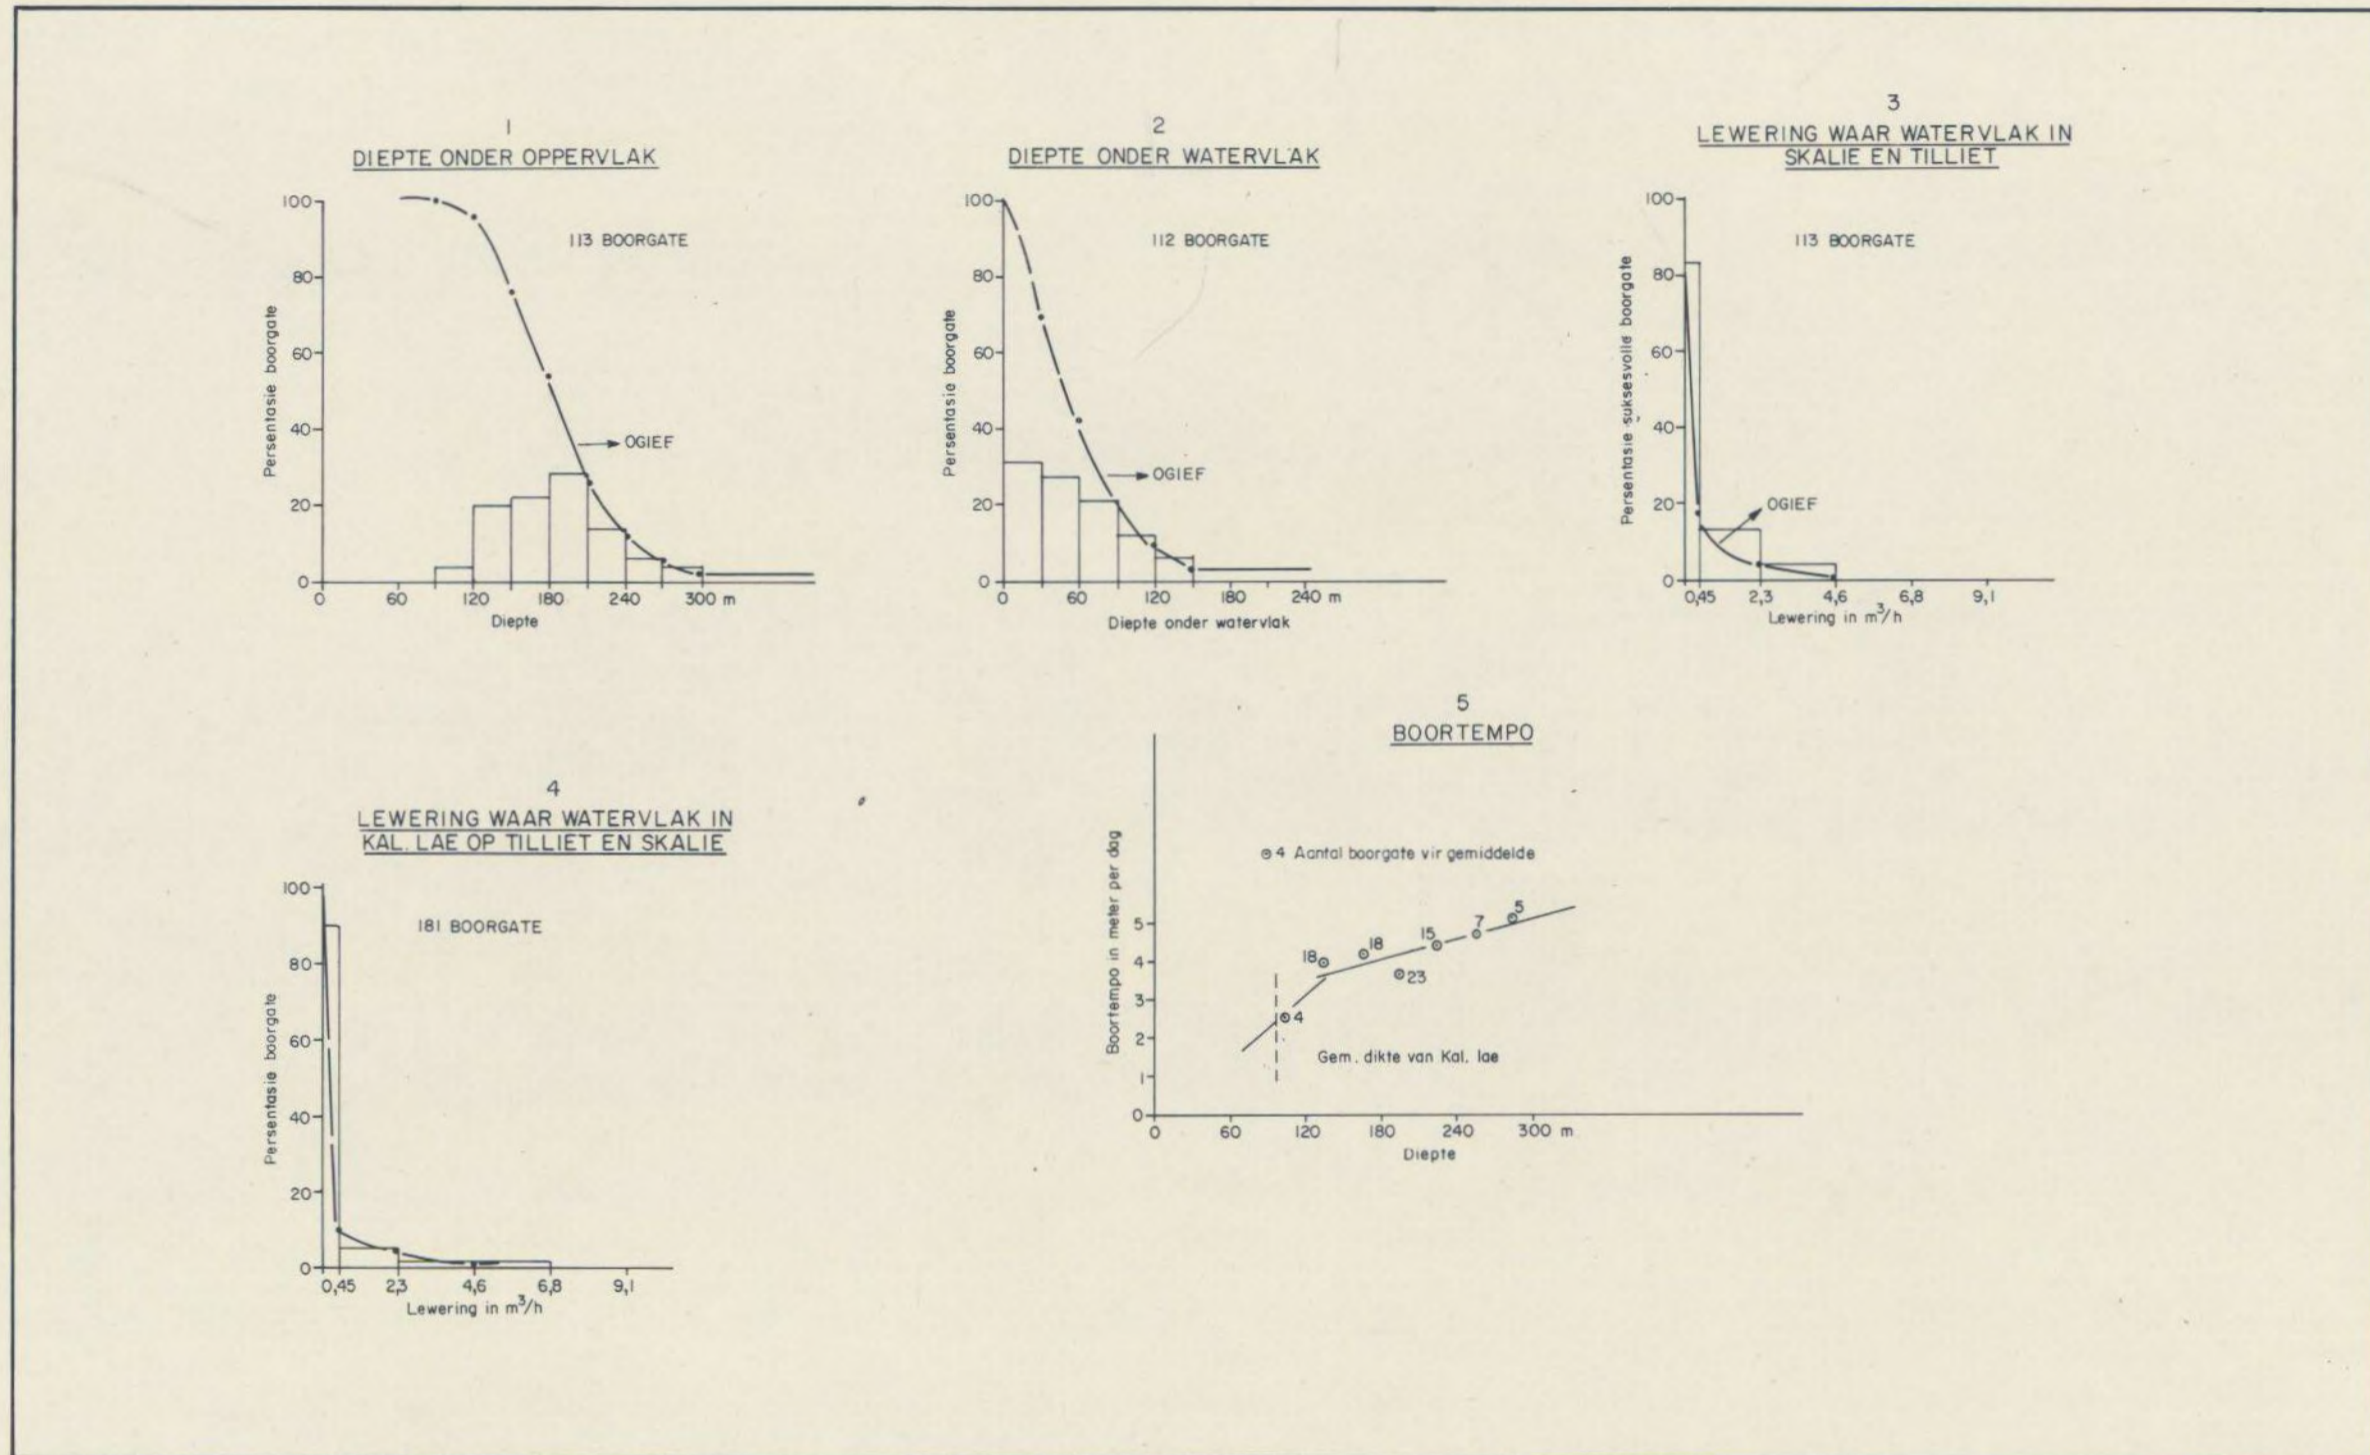 1
DIEPTE ONDER OPPERVLAK
100
80
60
40
20
0
Persentasie boorgate
113 BOORGATE
OGIEF
0 60 120 180 240 300 m
Diepte
2
DIEPTE ONDER WATERVLAK
100
80
60
40
20
0
Persentasie boorgate
112 BOORGATE
OGIEF
0 60 120 180 240 m
Diepte onder watervlak
3
LEWERING WAAR WATERVLAK IN
SKALIE EN TILLIET
100
80
60
40
20
0
Persentasie suksesvolle boorgate
113 BOORGATE
OGIEF
0,45 2,3 4,6 6,8 9,1
Lewering in m³/h
4
LEWERING WAAR WATERVLAK IN
KAL. LAE OP TILLIET EN SKALIE
100
80
60
40
20
0
Persentasie boorgate
181 BOORGATE
0,45 2,3 4,6 6,8 9,1
Lewering in m³/h
5
BOORTEMPO
Boortempo in meter per dag
4 Aantal boorgate vir gemiddelde
5
4
3
2
1
0
18 18 15 7 5
23
4
Gem. dikte van Kal. lae
0 60 120 180 240 300 m
Diepte